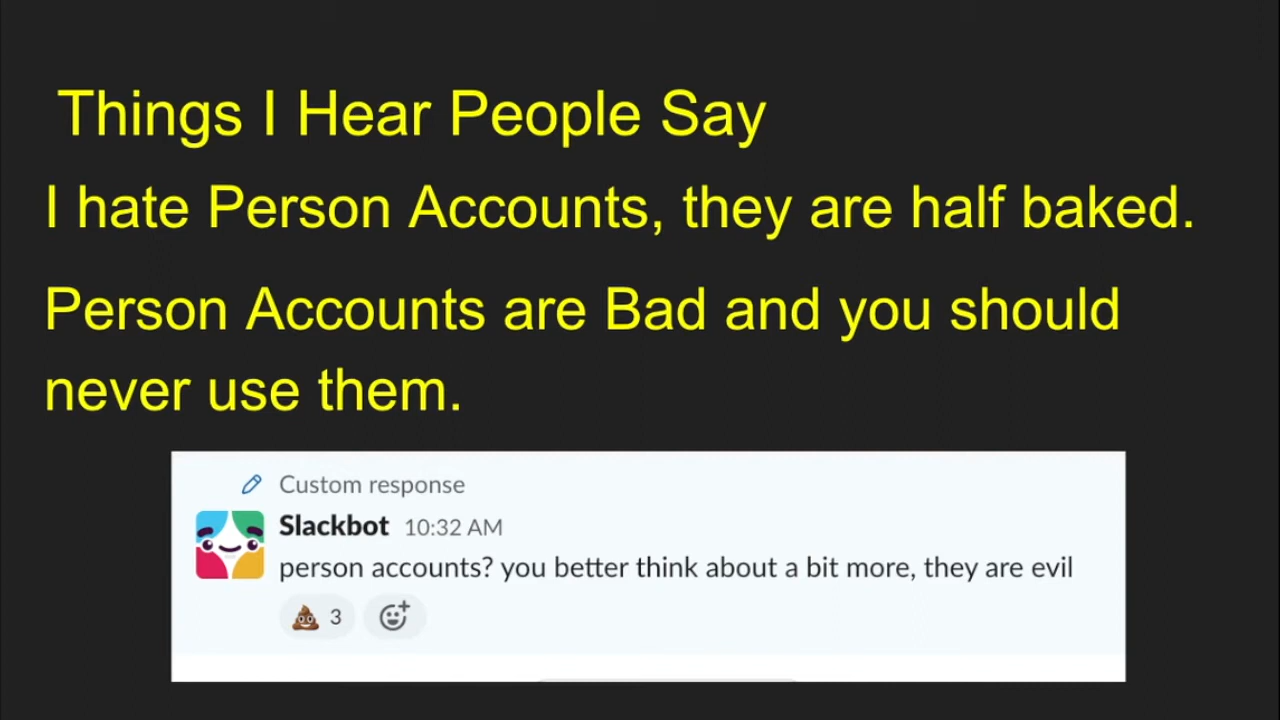 Things I Hear People Say
I hate Person Accounts, they are half baked.
Person Accounts are Bad and you should
never use them.
Custom response
Slackbot 10:32 AM
person accounts? you better think about a bit more, they are evil
3